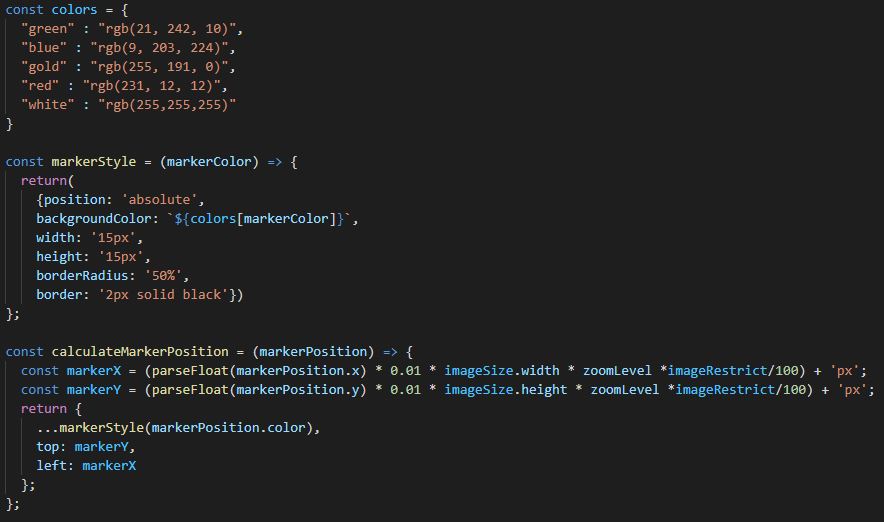 const colors = {
  "green" : "rgb(21, 242, 10)",
  "blue" : "rgb(9, 203, 224)",
  "gold" : "rgb(255, 191, 0)",
  "red" : "rgb(231, 12, 12)",
  "white" : "rgb(255,255,255)"
}

const markerStyle = (markerColor) => {
  return(
    {position: 'absolute',
    backgroundColor: `${colors[markerColor]}`,
    width: '15px',
    height: '15px',
    borderRadius: '50%',
    border: '2px solid black'})
};

const calculateMarkerPosition = (markerPosition) => {
  const markerX = (parseFloat(markerPosition.x) * 0.01 * imageSize.width * zoomLevel *imageRestrict/100) + 'px';
  const markerY = (parseFloat(markerPosition.y) * 0.01 * imageSize.height * zoomLevel *imageRestrict/100) + 'px';
  return {
    ...markerStyle(markerPosition.color),
    top: markerY,
    left: markerX
  };
};